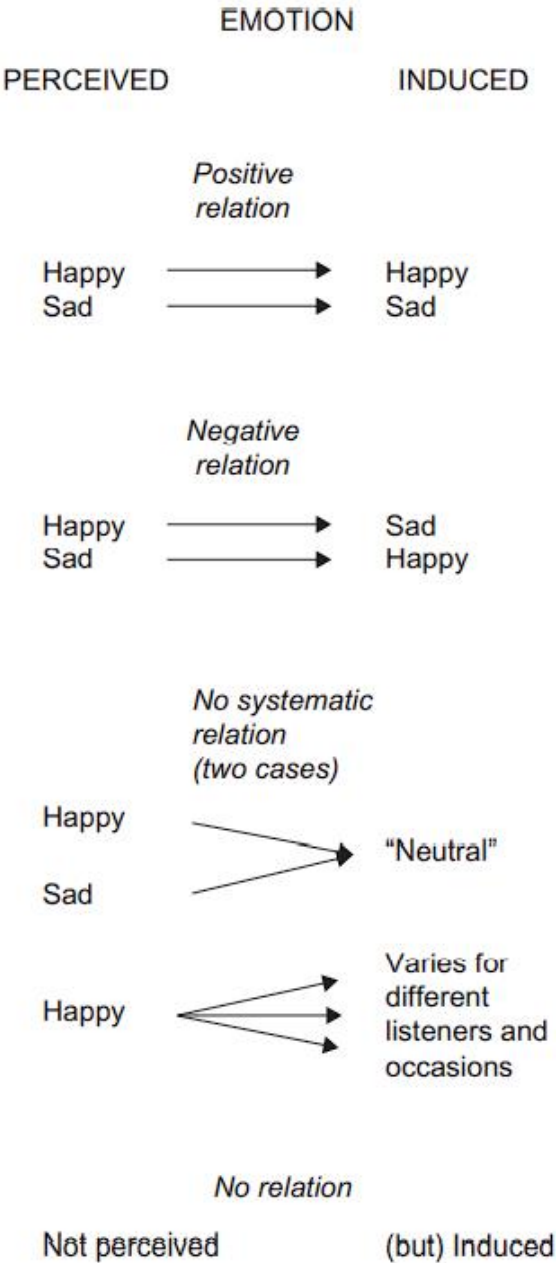 EMOTION
PERCEIVED INDUCED
Positive
relation
Happy Happy
Sad Sad
Negative
relation
Happy Sad
Sad Happy
No systematic
relation
(two cases)
Happy
"Neutral"
Sad
Varies for
different
Happy
listeners and
occasions
No relation
Not perceived (but) Induced